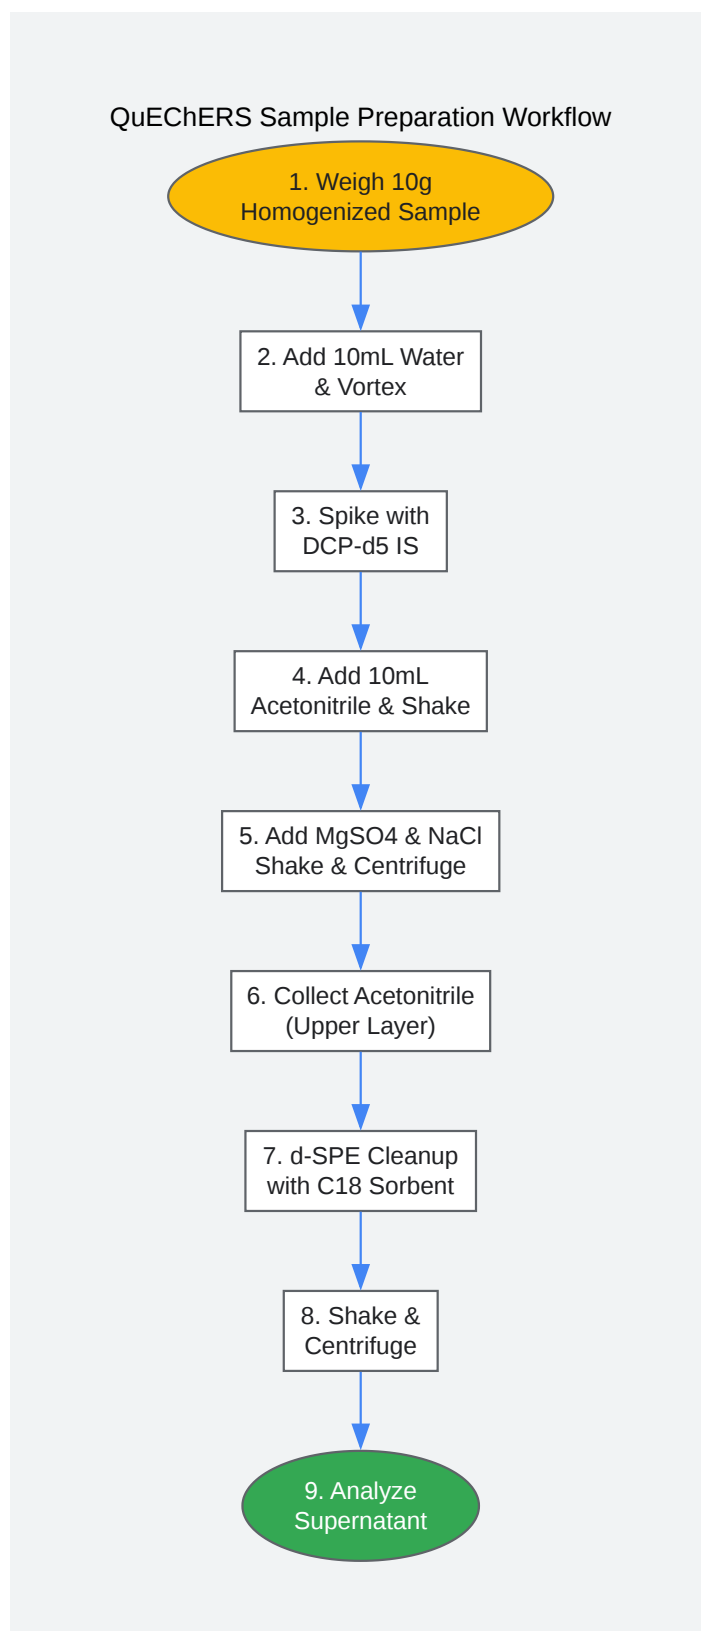 QuEChERS Sample Preparation Workflow
1. Weigh 10g
Homogenized Sample
2. Add 10mL Water
& Vortex
3. Spike with
DCP-d5 IS
4. Add 10mL
Acetonitrile & Shake
5. Add MgSO4 & NaCl
Shake & Centrifuge
6. Collect Acetonitrile
(Upper Layer)
7. d-SPE Cleanup
with C18 Sorbent
8. Shake &
Centrifuge
9. Analyze
Supernatant